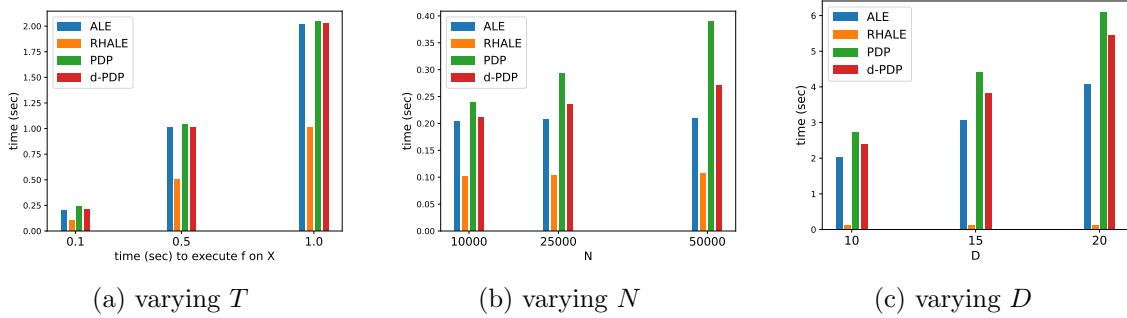 ALE
RHALE
PDP
d-PDP
time (sec)
2.00
1.75
1.50
1.25
1.00
0.75
0.50
0.25
0.00
0.1
0.5
1.0
time (sec) to execute f on X
(a) varying T
ALE
RHALE
PDP
d-PDP
time (sec)
0.40
0.35
0.30
0.25
0.20
0.15
0.10
0.05
0.00
10000
25000
50000
N
(b) varying N
ALE
RHALE
PDP
d-PDP
time (sec)
6
5
4
3
2
1
0
10
15
20
D
(c) varying D